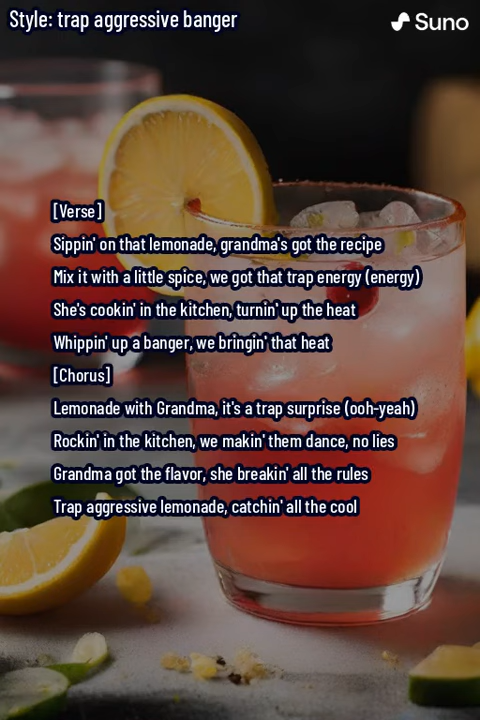 Style: trap aggressive banger
Suno
[Verse]
Sippin' on that lemonade, grandma's got the recipe
Mix it with a little spice, we got that trap energy (energy)
She's cookin' in the kitchen, turnin' up the heat
Whippin' up a banger, we bringin' that heat
[Chorus]
Lemonade with Grandma, it's a trap surprise (ooh-yeah)
Rockin' in the kitchen, we makin' them dance, no lies
Grandma got the flavor, she breakin' all the rules
Trap aggressive lemonade, catchin' all the cool